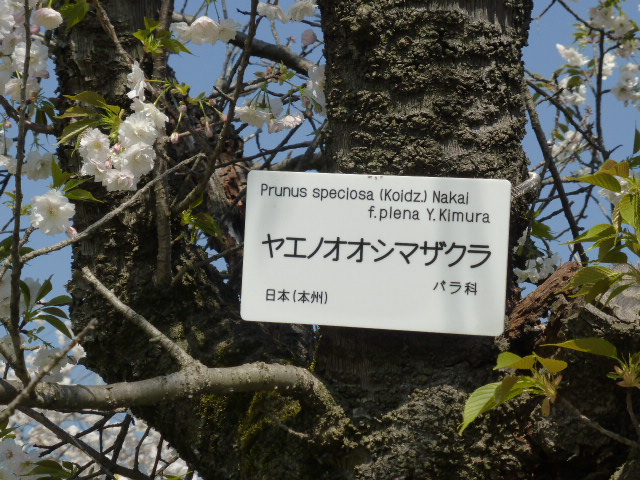 Prunus speciosa (Koidz.) Nakai
f.plena Y.Kimura
ヤエノオオシマザクラ
バラ科
日本(本州)